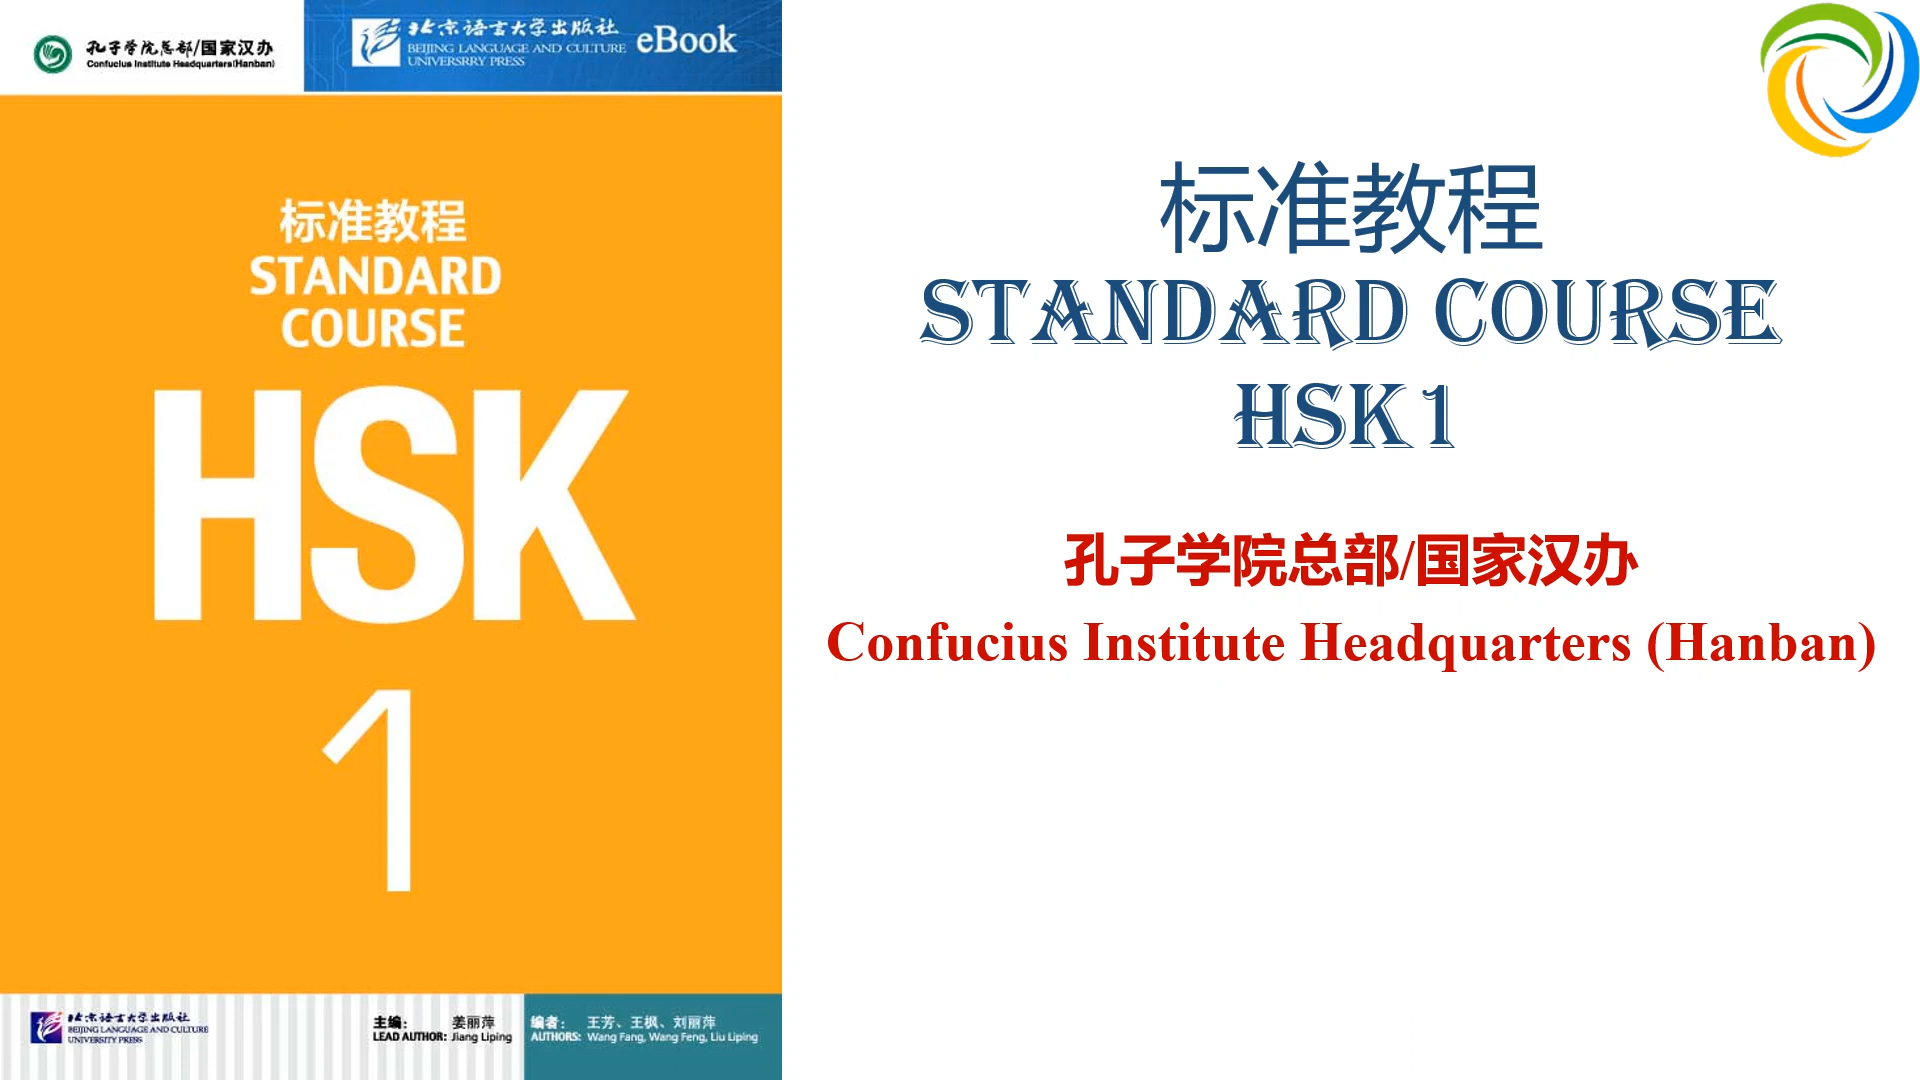 孔子学院总部/国家汉办
Confucius Institute Headquarters(Hanban)
北京语言大学出版社
BEIJING LANGUAGE AND CULTURE
UNIVERSRRY PRESS
eBook
标准教程
STANDARD
COURSE
HSK
1
北京语言大学出版社
BEIJING LANGUAGE AND CULTURE
UNIVERSITY PRESS
主编: 姜丽萍
LEAD AUTHOR: Jiang Liping
编者: 王芳、王枫、刘丽萍
AUTHORS: Wang Fang, Wang Feng, Liu Liping
标准教程
STANDARD COURSE
HSK1
孔子学院总部/国家汉办
Confucius Institute Headquarters (Hanban)